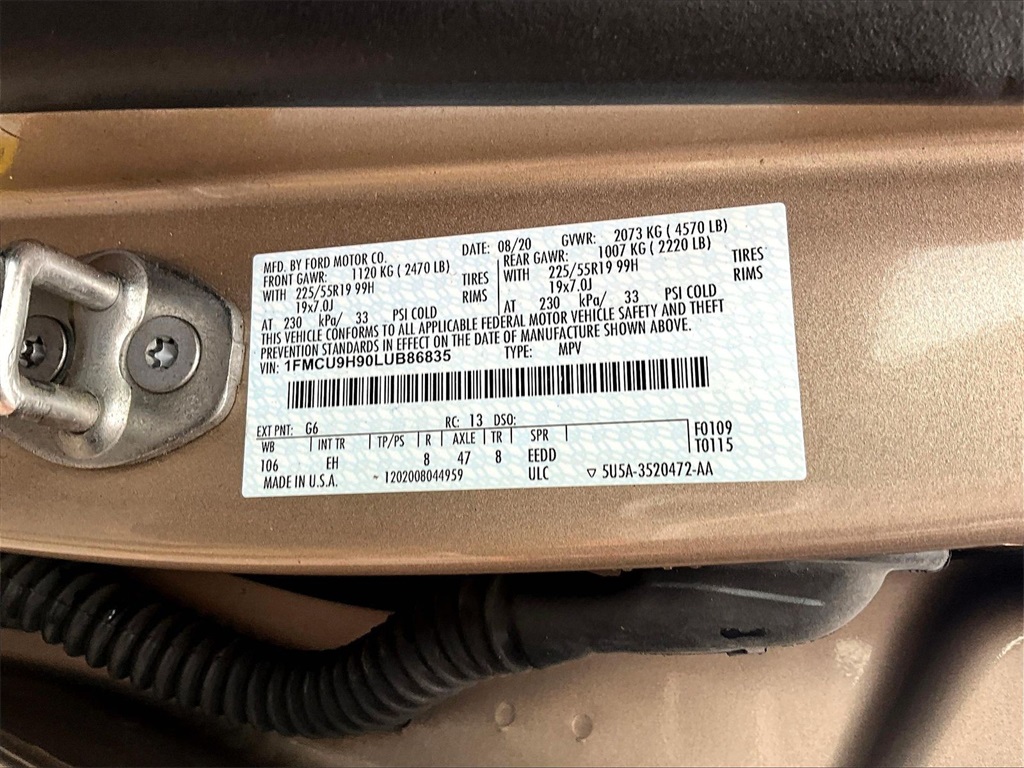 MFD. BY FORD MOTOR CO. DATE: 08/20 GVWR: 2073 KG ( 4570 LB)
FRONT GAWR: 1120 KG ( 2470 LB) REAR GAWR: 1007 KG ( 2220 LB)
WITH 225/55R19 99H TIRES WITH 225/55R19 99H TIRES
19x7.0J RIMS 19x7.0J RIMS
AT 230 kPa/ 33 PSI COLD AT 230 kPa/ 33 PSI COLD
THIS VEHICLE CONFORMS TO ALL APPLICABLE FEDERAL MOTOR VEHICLE SAFETY AND THEFT
PREVENTION STANDARDS IN EFFECT ON THE DATE OF MANUFACTURE SHOWN ABOVE.
VIN: 1FMCU9H90LUB86835 TYPE: MPV
EXT PNT: G6 RC: 13 DSO: F0109
WB INT TR TP/PS R AXLE TR SPR T0115
106 EH 8 47 8 EEDD
MADE IN U.S.A. ~ 1202008044959 ULC ▽ 5U5A-3520472-AA